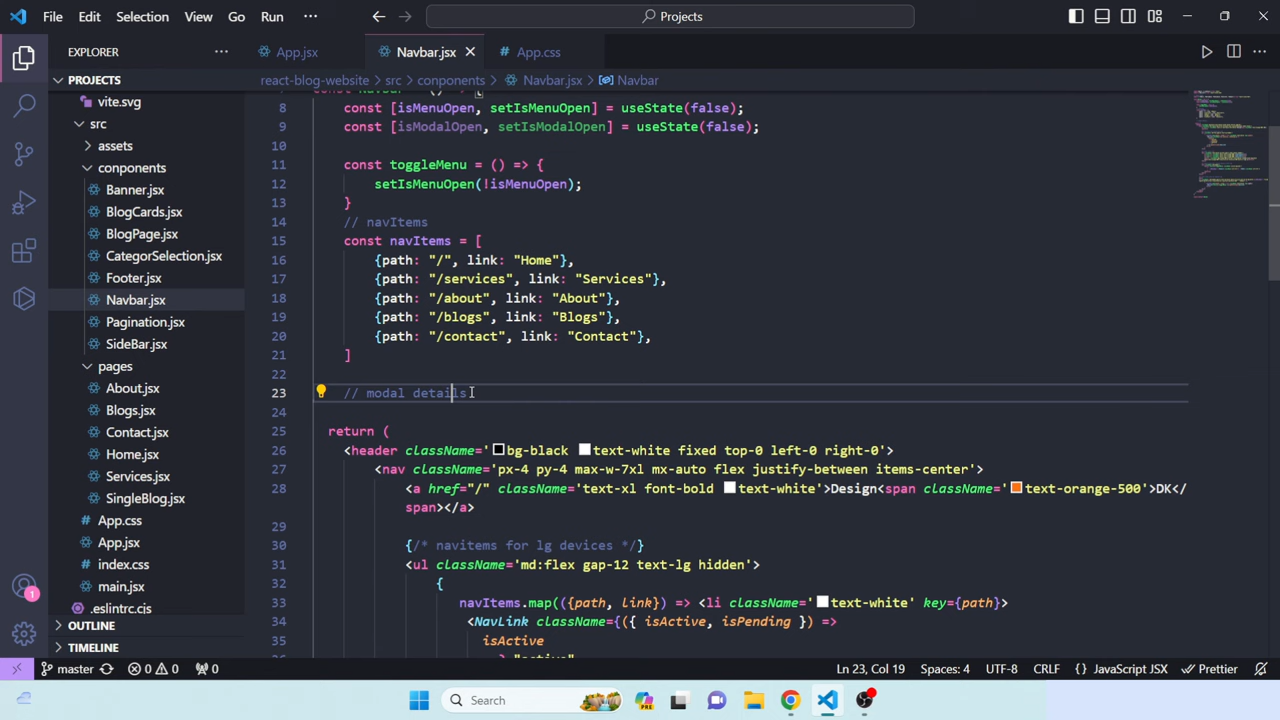 File Edit Selection View Go Run ··· Projects
EXPLORER ··· App.jsx Navbar.jsx App.css
PROJECTS react-blog-website > src > conponents > Navbar.jsx > Navbar
vite.svg
src
assets
conponents
Banner.jsx
BlogCards.jsx
BlogPage.jsx
CategorSelection.jsx
Footer.jsx
Navbar.jsx
Pagination.jsx
SideBar.jsx
pages
About.jsx
Blogs.jsx
Contact.jsx
Home.jsx
Services.jsx
SingleBlog.jsx
App.css
App.jsx
index.css
main.jsx
.eslintrc.cjs
OUTLINE
TIMELINE
8 const [isMenuOpen, setIsMenuOpen] = useState(false);
9 const [isModalOpen, setIsModalOpen] = useState(false);
10
11 const toggleMenu = () => {
12 setIsMenuOpen(!isMenuOpen);
13 }
14 // navItems
15 const navItems = [
16 {path: "/", link: "Home"},
17 {path: "/services", link: "Services"},
18 {path: "/about", link: "About"},
19 {path: "/blogs", link: "Blogs"},
20 {path: "/contact", link: "Contact"},
21 ]
22
23 // modal details
24
25 return (
26 <header className='bg-black text-white fixed top-0 left-0 right-0'>
27 <nav className='px-4 py-4 max-w-7xl mx-auto flex justify-between items-center'>
28 <a href="/" className='text-xl font-bold text-white'>Design<span className='text-orange-500'>DK</
span></a>
29
30 {/* navitems for lg devices */}
31 <ul className='md:flex gap-12 text-lg hidden'>
32 {
33 navItems.map(({path, link}) => <li className='text-white' key={path}>
34 <NavLink className={({ isActive, isPending }) =>
35 isActive
master 0 0 0 Ln 23, Col 19 Spaces: 4 UTF-8 CRLF {} JavaScript JSX Prettier
Search